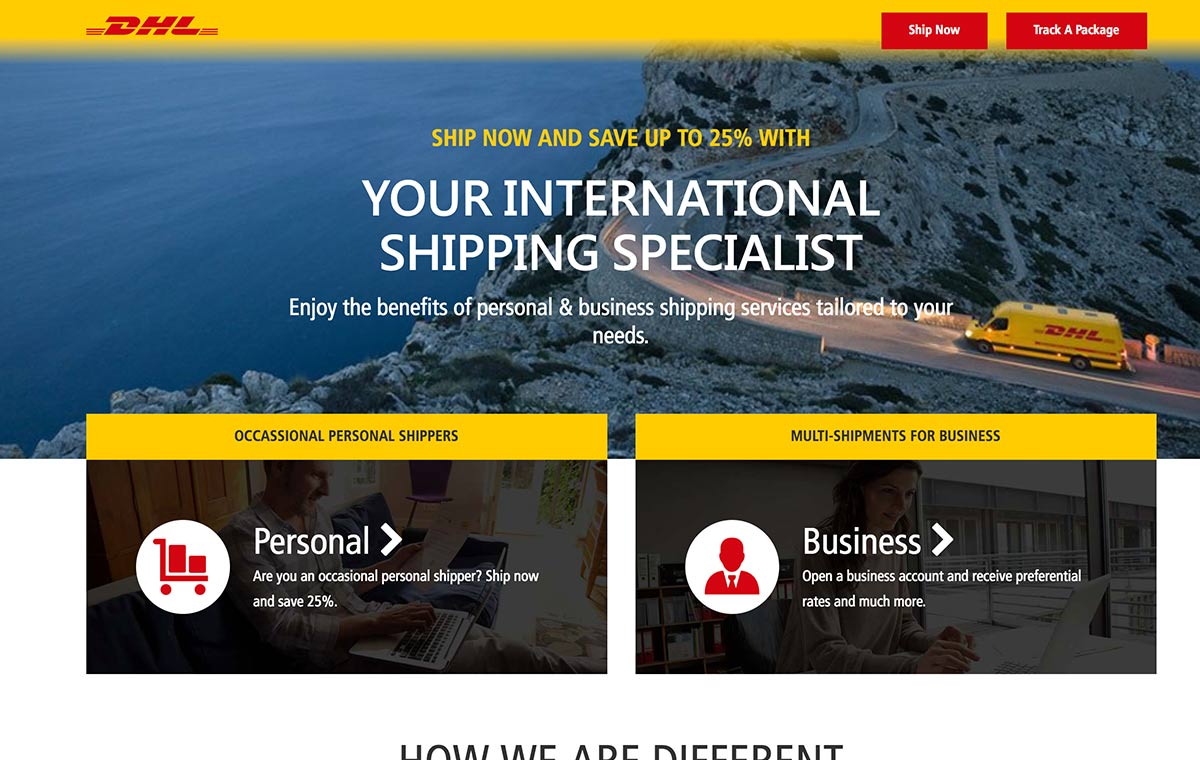 DHL
Ship Now
Track A Package
SHIP NOW AND SAVE UP TO 25% WITH
YOUR INTERNATIONAL
SHIPPING SPECIALIST
Enjoy the benefits of personal & business shipping services tailored to your
needs.
DHL
OCCASSIONAL PERSONAL SHIPPERS
MULTI-SHIPMENTS FOR BUSINESS
Personal
Are you an occasional personal shipper? Ship now
and save 25%.
Business
Open a business account and receive preferential
rates and much more.
HOW WE ARE DIFFERENT